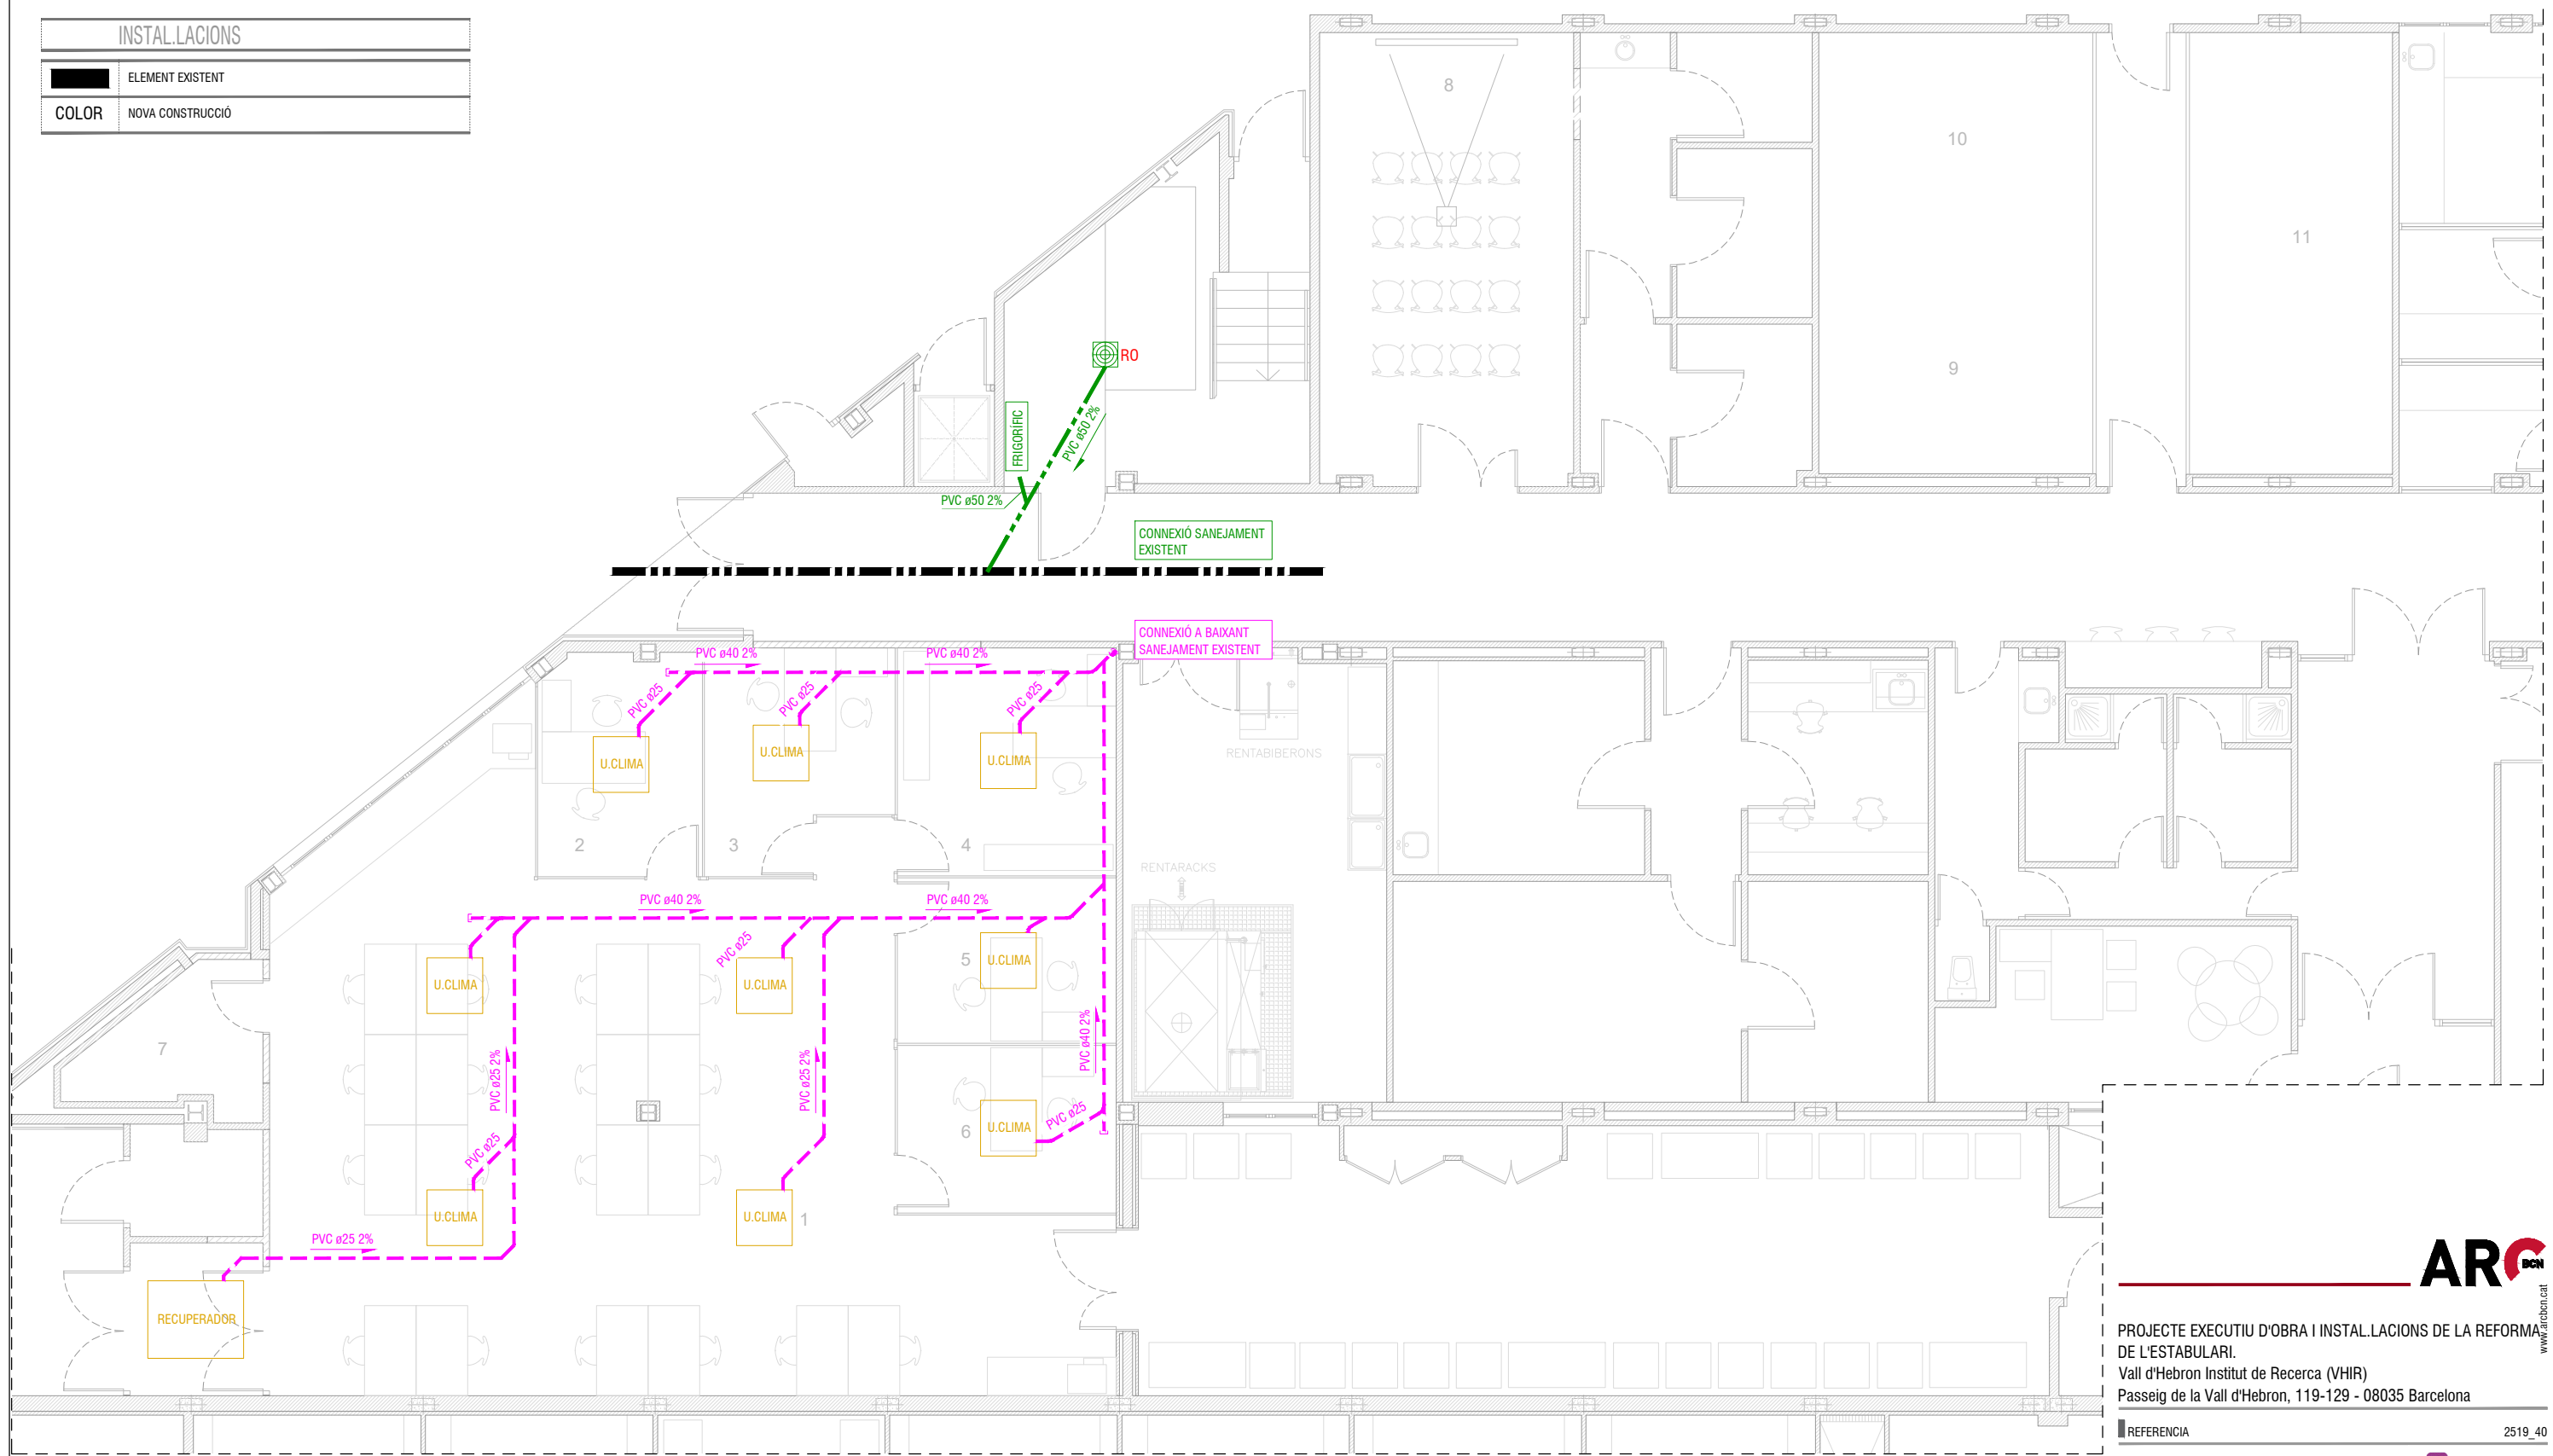 INSTAL.LACIONS
ELEMENT EXISTENT
COLOR NOVA CONSTRUCCIÓ
8
10
11
9
RO
FRIGORÍFIC
PVC ø50 2%
PVC ø50 2%
CONNEXIÓ SANEJAMENT
EXISTENT
CONNEXIÓ A BAIXANT
SANEJAMENT EXISTENT
PVC ø40 2%
PVC ø40 2%
PVC ø25
PVC ø25
PVC ø25
U.CLIMA
U.CLIMA
U.CLIMA
RENTABIBERONS
2
3
4
RENTARACKS
PVC ø40 2%
PVC ø40 2%
PVC ø25
U.CLIMA
U.CLIMA
5
U.CLIMA
7
PVC ø25 2%
PVC ø25 2%
PVC ø40 2%
PVC ø25
PVC ø25
6
U.CLIMA
U.CLIMA
U.CLIMA
1
PVC ø25 2%
RECUPERADOR
ARC
BCN
www.arcbcn.cat
PROJECTE EXECUTIU D'OBRA I INSTAL.LACIONS DE LA REFORMA
DE L'ESTABULARI.
Vall d'Hebron Institut de Recerca (VHIR)
Passeig de la Vall d'Hebron, 119-129 - 08035 Barcelona
REFERENCIA 2519_40